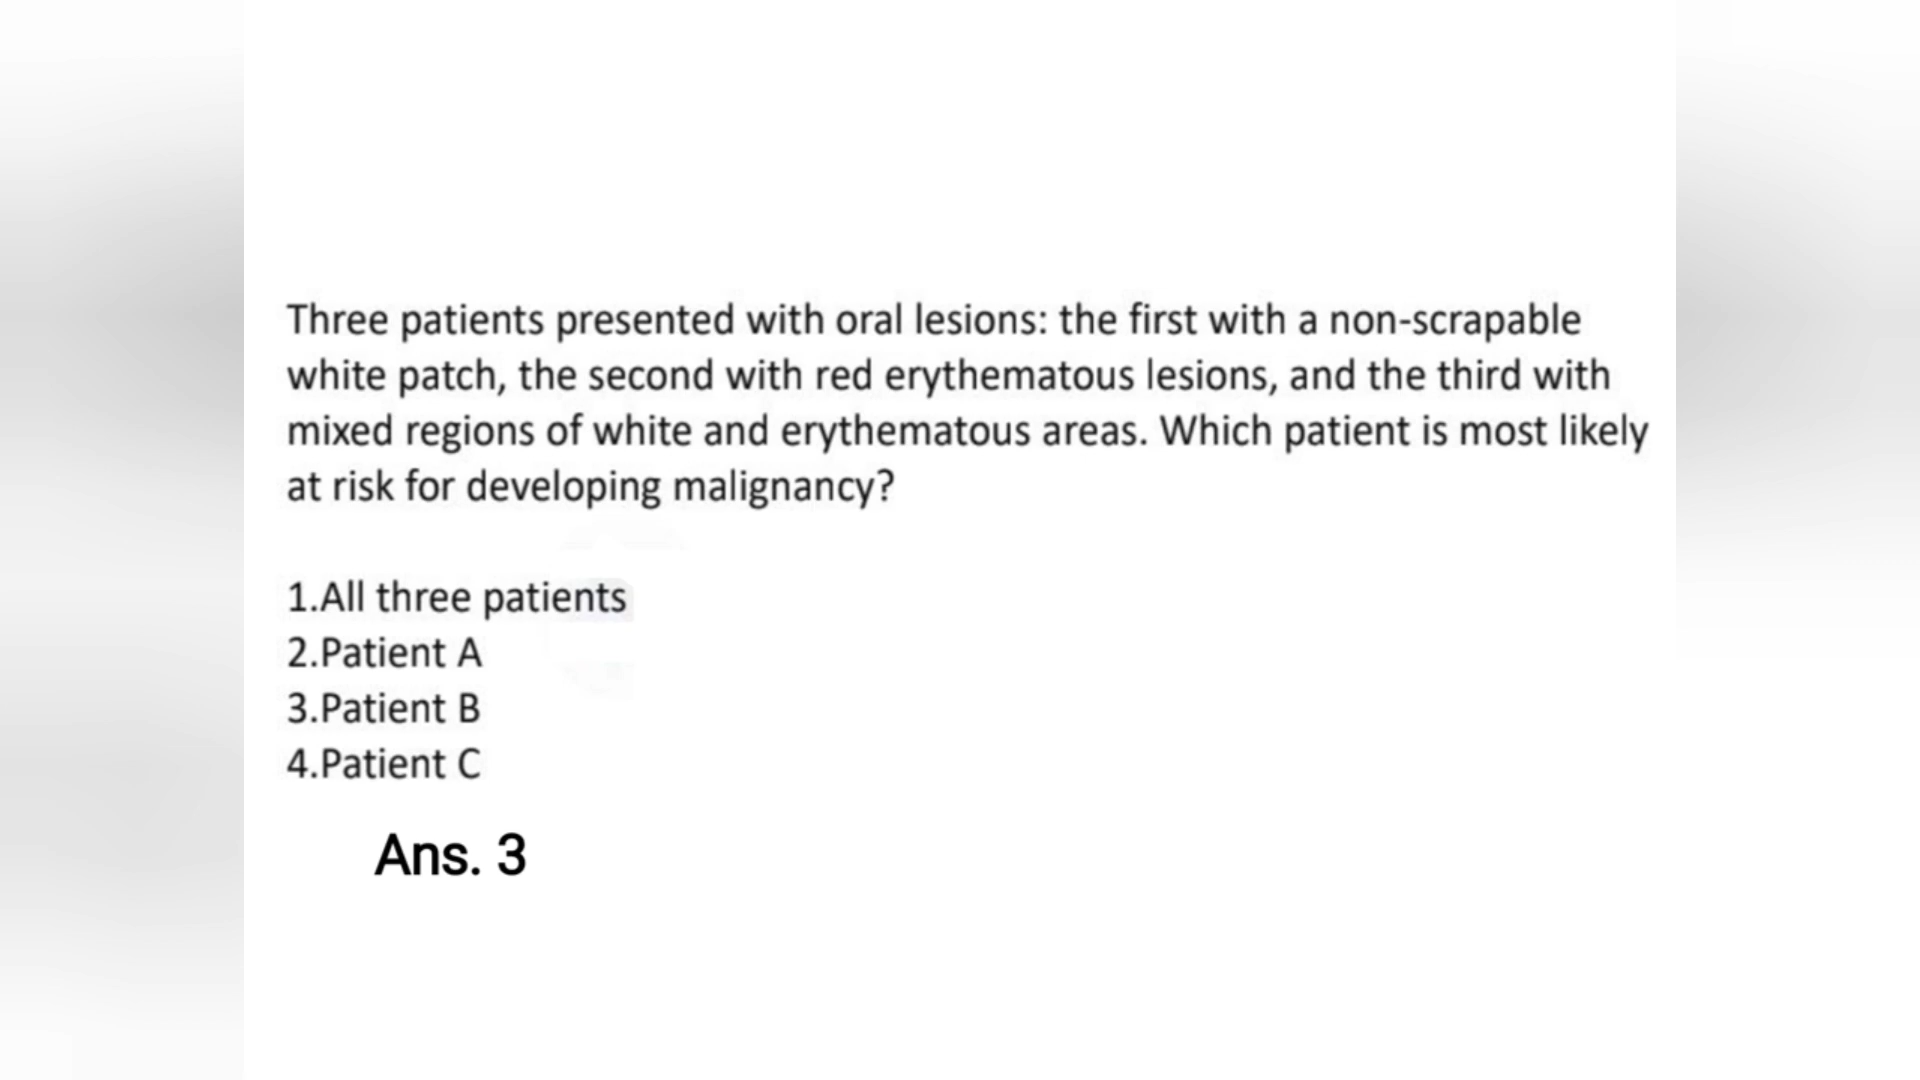 Three patients presented with oral lesions: the first with a non-scrapable
white patch, the second with red erythematous lesions, and the third with
mixed regions of white and erythematous areas. Which patient is most likely
at risk for developing malignancy?
1.All three patients
2.Patient A
3.Patient B
4.Patient C
Ans. 3